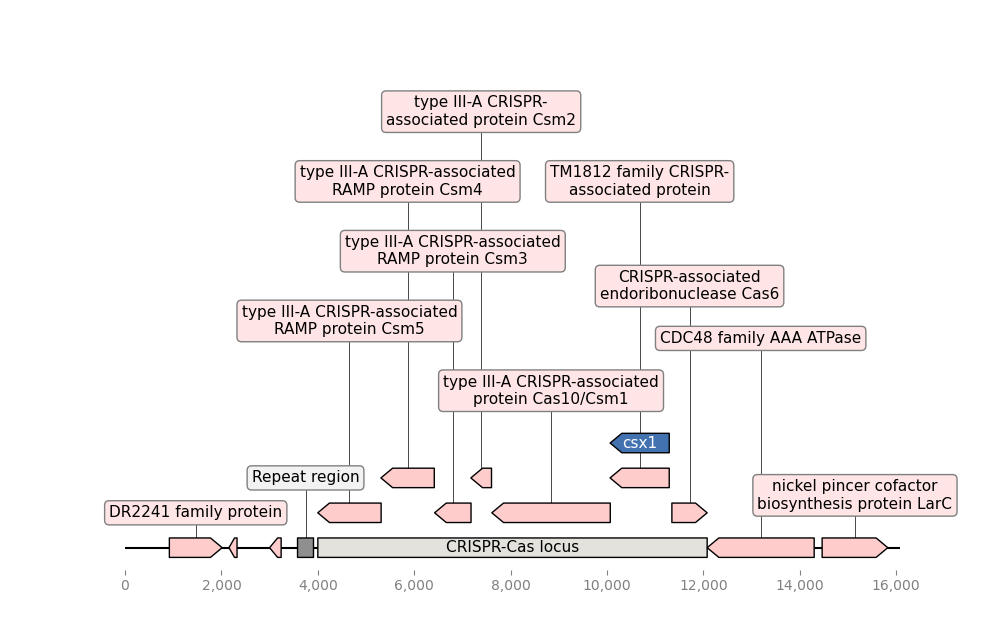 type III-A CRISPR-
associated protein Csm2
type III-A CRISPR-associated
RAMP protein Csm4
TM1812 family CRISPR-
associated protein
type III-A CRISPR-associated
RAMP protein Csm3
CRISPR-associated
endoribonuclease Cas6
type III-A CRISPR-associated
RAMP protein Csm5
CDC48 family AAA ATPase
type III-A CRISPR-associated
protein Cas10/Csm1
csx1
Repeat region
nickel pincer cofactor
biosynthesis protein LarC
DR2241 family protein
CRISPR-Cas locus
0 2,000 4,000 6,000 8,000 10,000 12,000 14,000 16,000